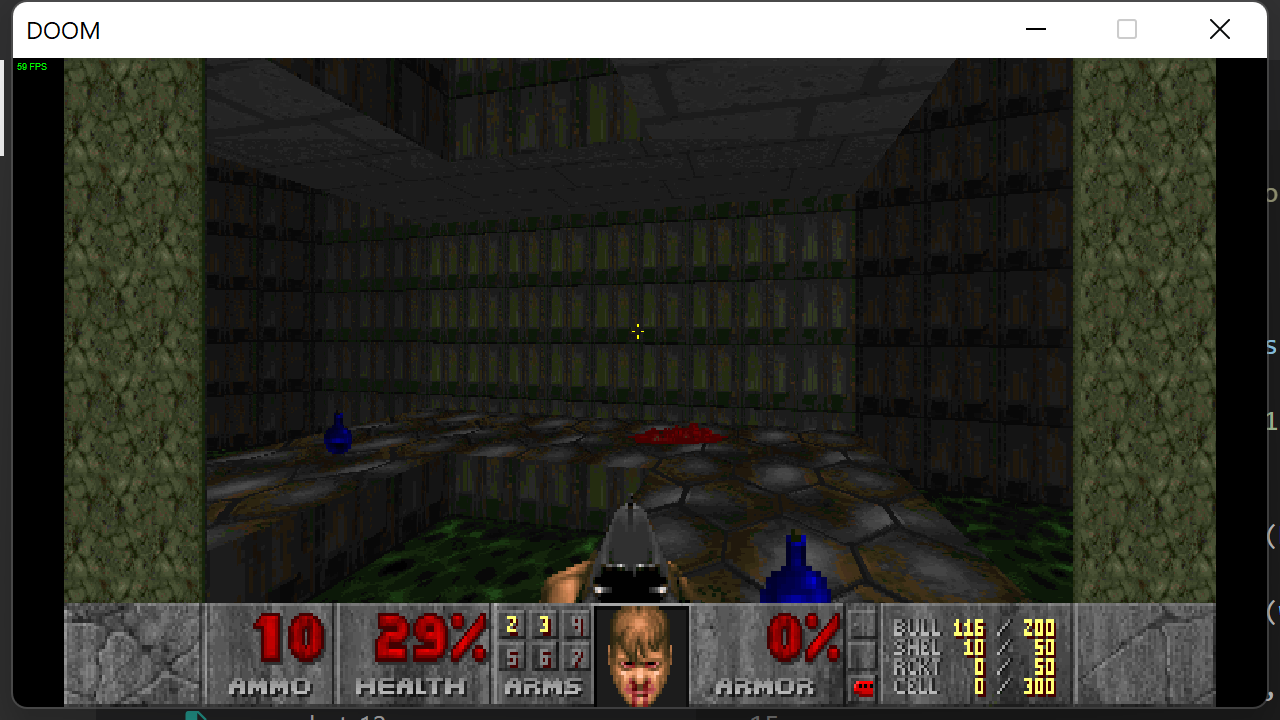 DOOM
59 FPS
10 29% 2 3 4 0% BULL 116 / 200
SHEL 10 / 50
5 6 7 RCKT 0 / 50
AMMO HEALTH ARMS ARMOR CELL 0 / 300
15